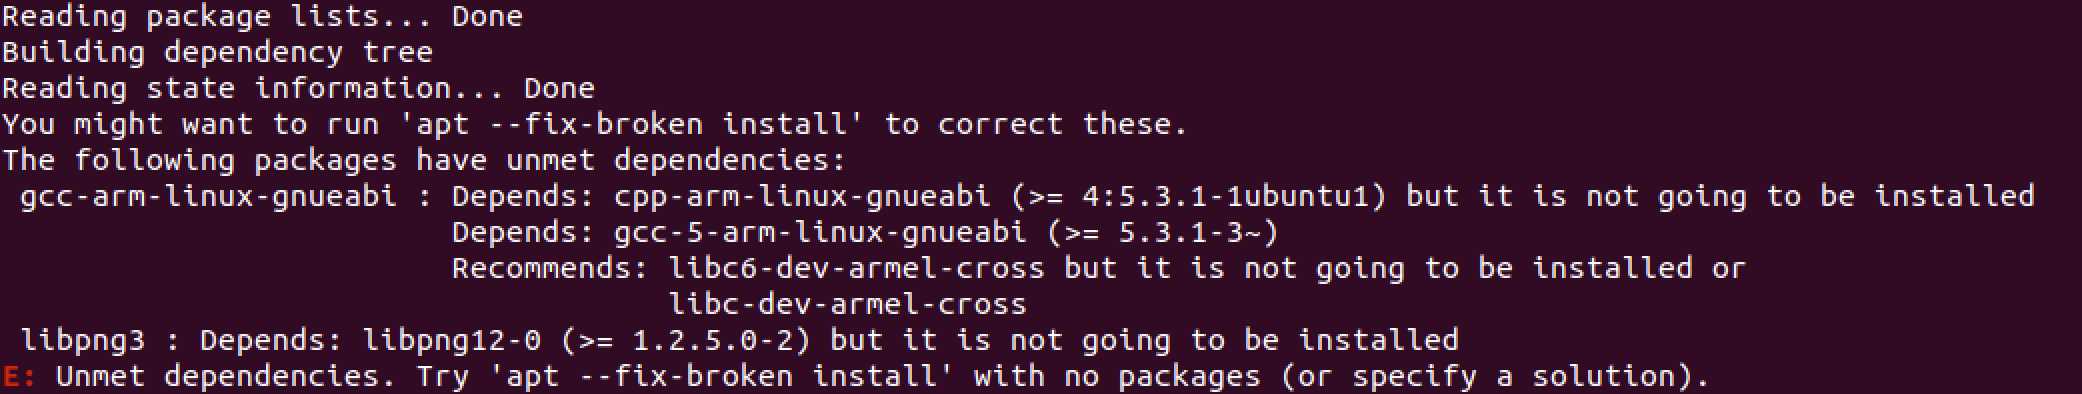 Reading package lists... Done
Building dependency tree
Reading state information... Done
You might want to run 'apt --fix-broken install' to correct these.
The following packages have unmet dependencies:
 gcc-arm-linux-gnueabi : Depends: cpp-arm-linux-gnueabi (>= 4:5.3.1-1ubuntu1) but it is not going to be installed
                         Depends: gcc-5-arm-linux-gnueabi (>= 5.3.1-3~)
                         Recommends: libc6-dev-armel-cross but it is not going to be installed or
                                     libc-dev-armel-cross
 libpng3 : Depends: libpng12-0 (>= 1.2.5.0-2) but it is not going to be installed
E: Unmet dependencies. Try 'apt --fix-broken install' with no packages (or specify a solution).